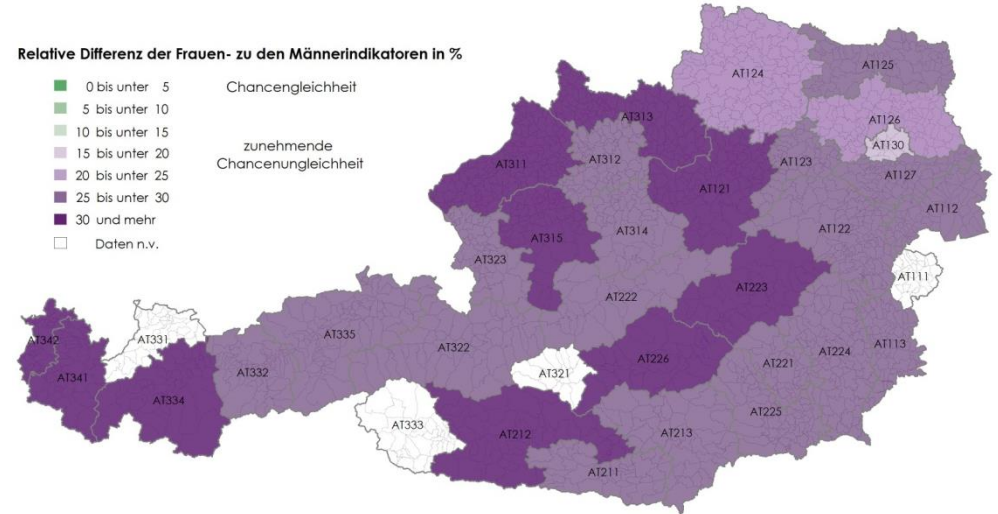 Relative Differenz der Frauen- zu den Männerindikatoren in %
0 bis unter 5
Chancengleichheit
5 bis unter 10
10 bis unter 15
15 bis unter 20
zunehmende
Chancenungleichheit
20 bis unter 25
25 bis unter 30
30 und mehr
Daten n.v.
AT124
AT125
AT126
AT130
AT313
AT311
AT312
AT123
AT127
AT121
AT112
AT315
AT314
AT122
AT323
AT111
AT223
AT222
AT335
AT342
AT331
AT322
AT224
AT113
AT226
AT221
AT341
AT332
AT321
AT334
AT225
AT333
AT212
AT213
AT211